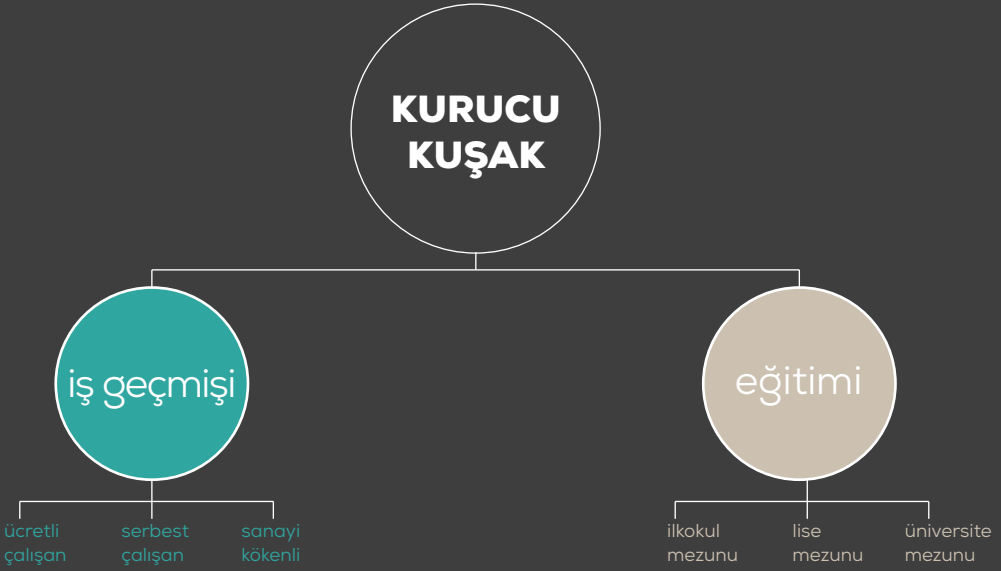 KURUCU
KUŞAK
iş geçmişi
eğitimi
ücretli
çalışan
serbest
çalışan
sanayi
kökenli
ilkokul
mezunu
lise
mezunu
üniversite
mezunu